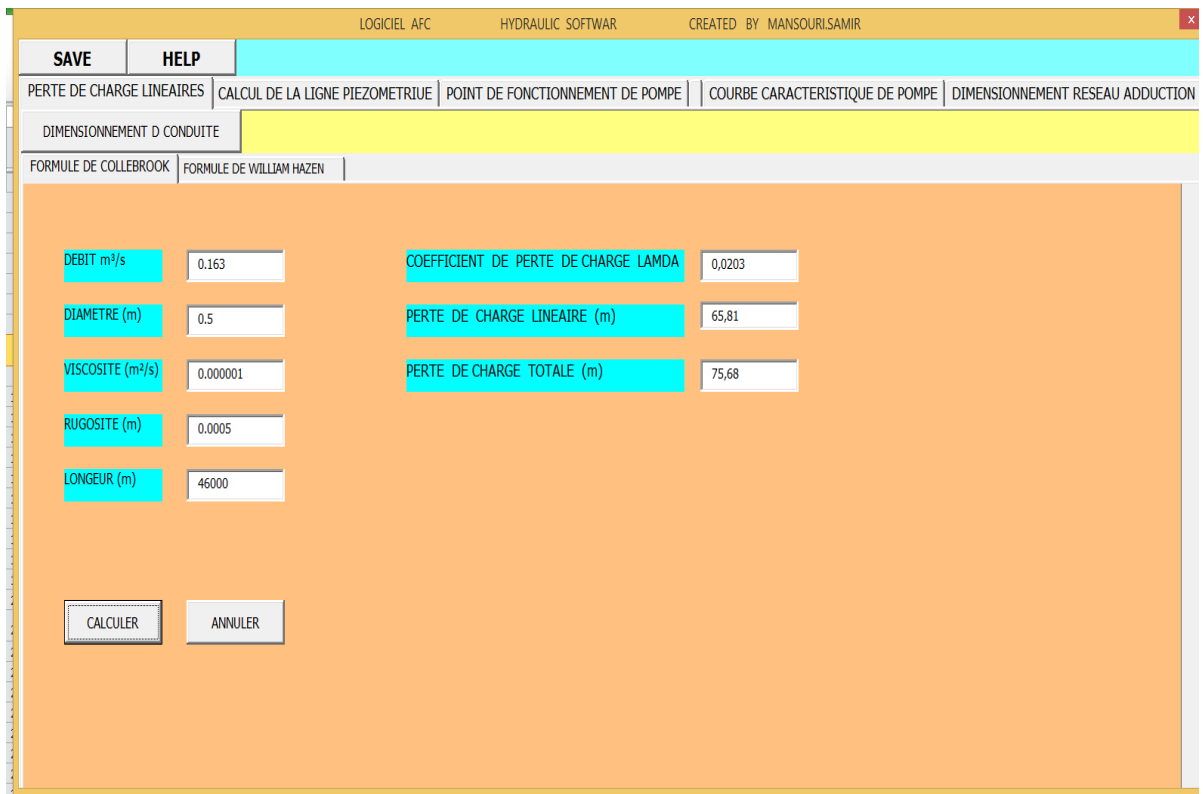 LOGICIEL AFC HYDRAULIC SOFTWAR CREATED BY MANSOURI.SAMIR x
SAVE HELP
PERTE DE CHARGE LINEAIRES CALCUL DE LA LIGNE PIEZOMETRIUE POINT DE FONCTIONNEMENT DE POMPE COURBE CARACTERISTIQUE DE POMPE DIMENSIONNEMENT RESEAU ADDUCTION
DIMENSIONNEMENT D CONDUITE
FORMULE DE COLLEBROOK FORMULE DE WILLIAM HAZEN
DEBIT m³/s 0.163 COEFFICIENT DE PERTE DE CHARGE LAMDA 0,0203
DIAMETRE (m) 0.5 PERTE DE CHARGE LINEAIRE (m) 65,81
VISCOSITE (m²/s) 0.000001 PERTE DE CHARGE TOTALE (m) 75,68
RUGOSITE (m) 0.0005
LONGEUR (m) 46000
CALCULER ANNULER